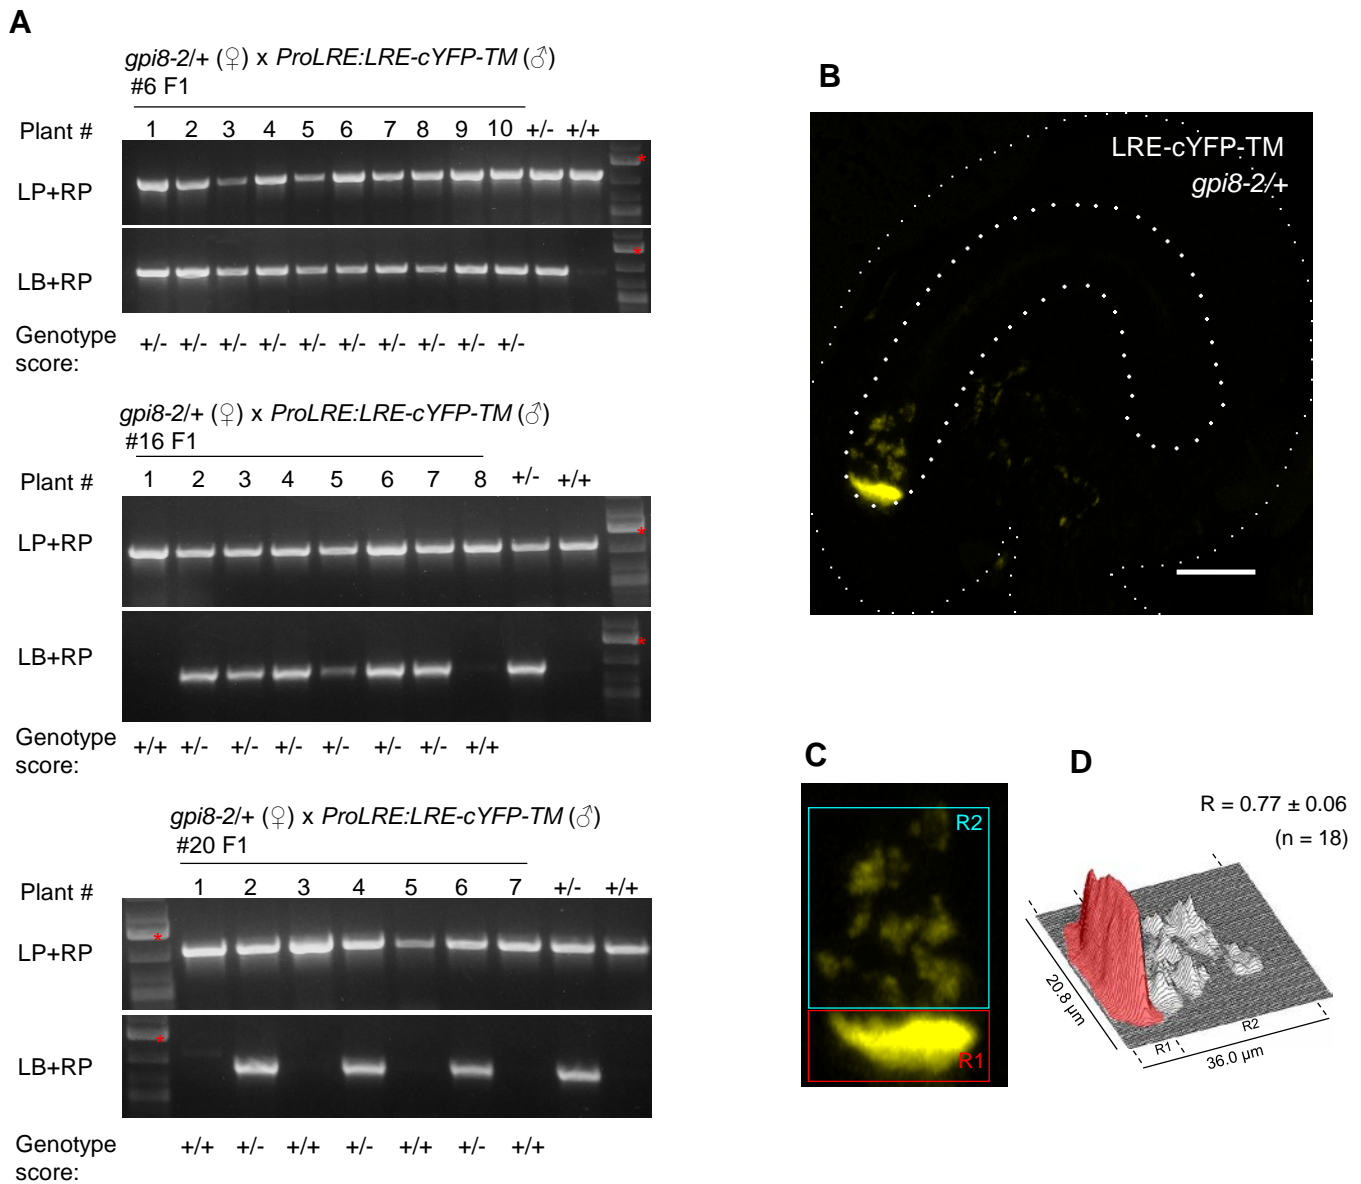 A
gpi8-2/+ (♀) x ProLRE:LRE-cYFP-TM (♂)
#6 F1
Plant # 1 2 3 4 5 6 7 8 9 10 +/- +/+
LP+RP
*
LB+RP
*
Genotype score: +/- +/- +/- +/- +/- +/- +/- +/- +/- +/-
gpi8-2/+ (♀) x ProLRE:LRE-cYFP-TM (♂)
#16 F1
Plant # 1 2 3 4 5 6 7 8 +/- +/+
LP+RP
*
LB+RP
*
Genotype score: +/+ +/- +/- +/- +/- +/- +/- +/+
gpi8-2/+ (♀) x ProLRE:LRE-cYFP-TM (♂)
#20 F1
Plant # 1 2 3 4 5 6 7 +/- +/+
LP+RP
*
LB+RP
*
Genotype score: +/+ +/- +/+ +/- +/+ +/- +/+
B
LRE-cYFP-TM
gpi8-2/+
C
R2
R1
D
R = 0.77 ± 0.06
(n = 18)
20.8 µm
R1
R2
36.0 µm